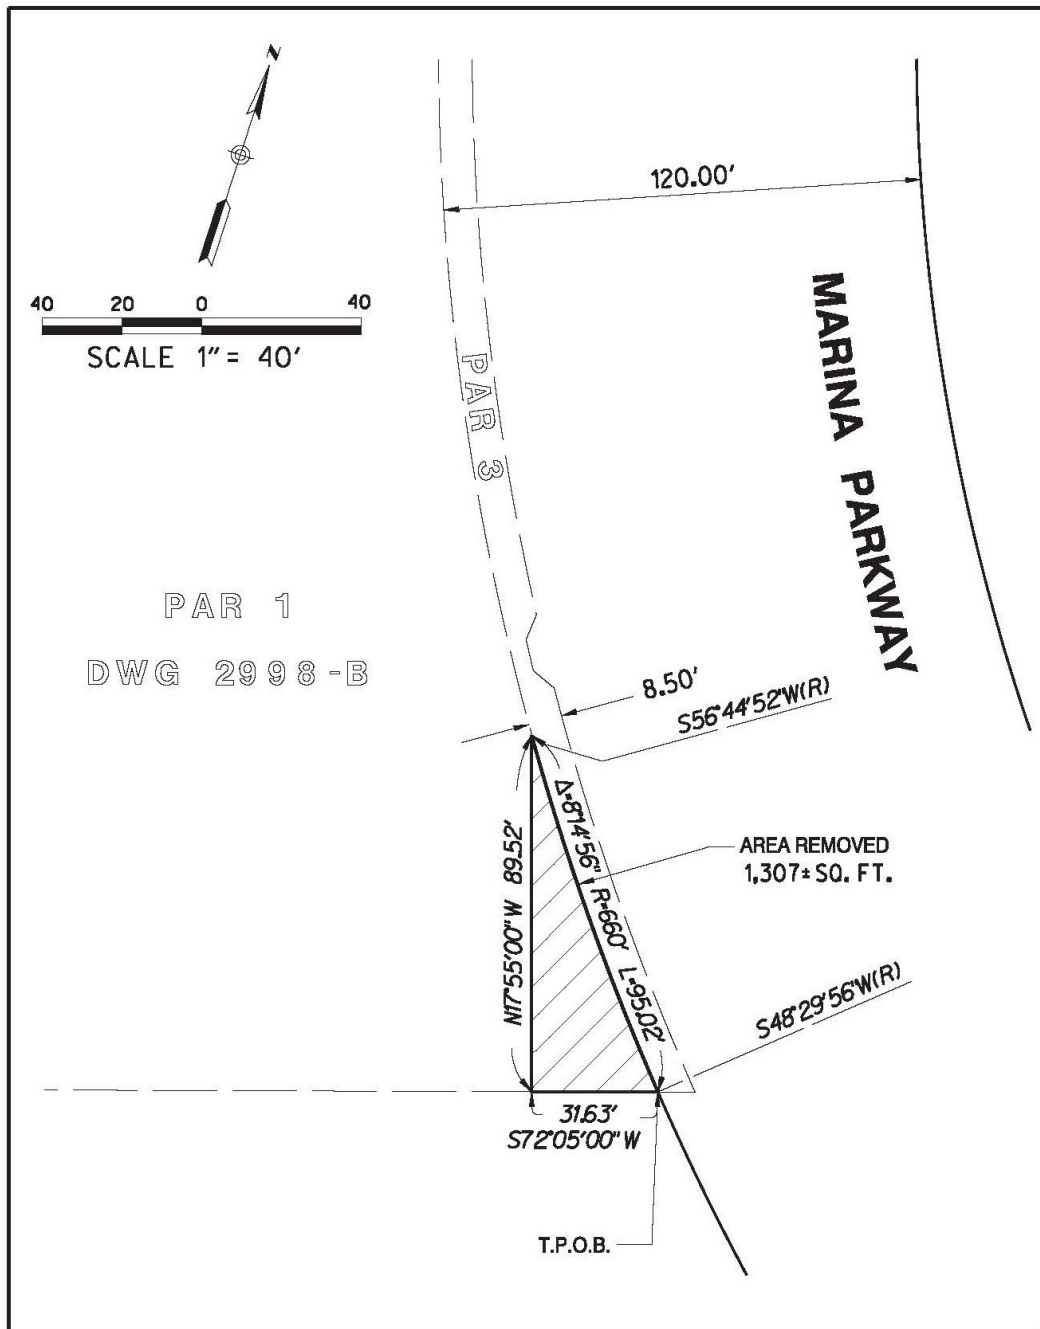 N
120.00'
40 20 0 40
SCALE 1" = 40'
MARINA PARKWAY
PAR 3
PAR 1
DWG 2998-B
8.50'
S56°44'52"W(R)
Δ=8°14'56" R=660' L=95.02'
N17°55'00"W 89.52'
AREA REMOVED
1,307± SQ. FT.
S48°29'56"W(R)
31.63'
S72°05'00"W
T.P.O.B.